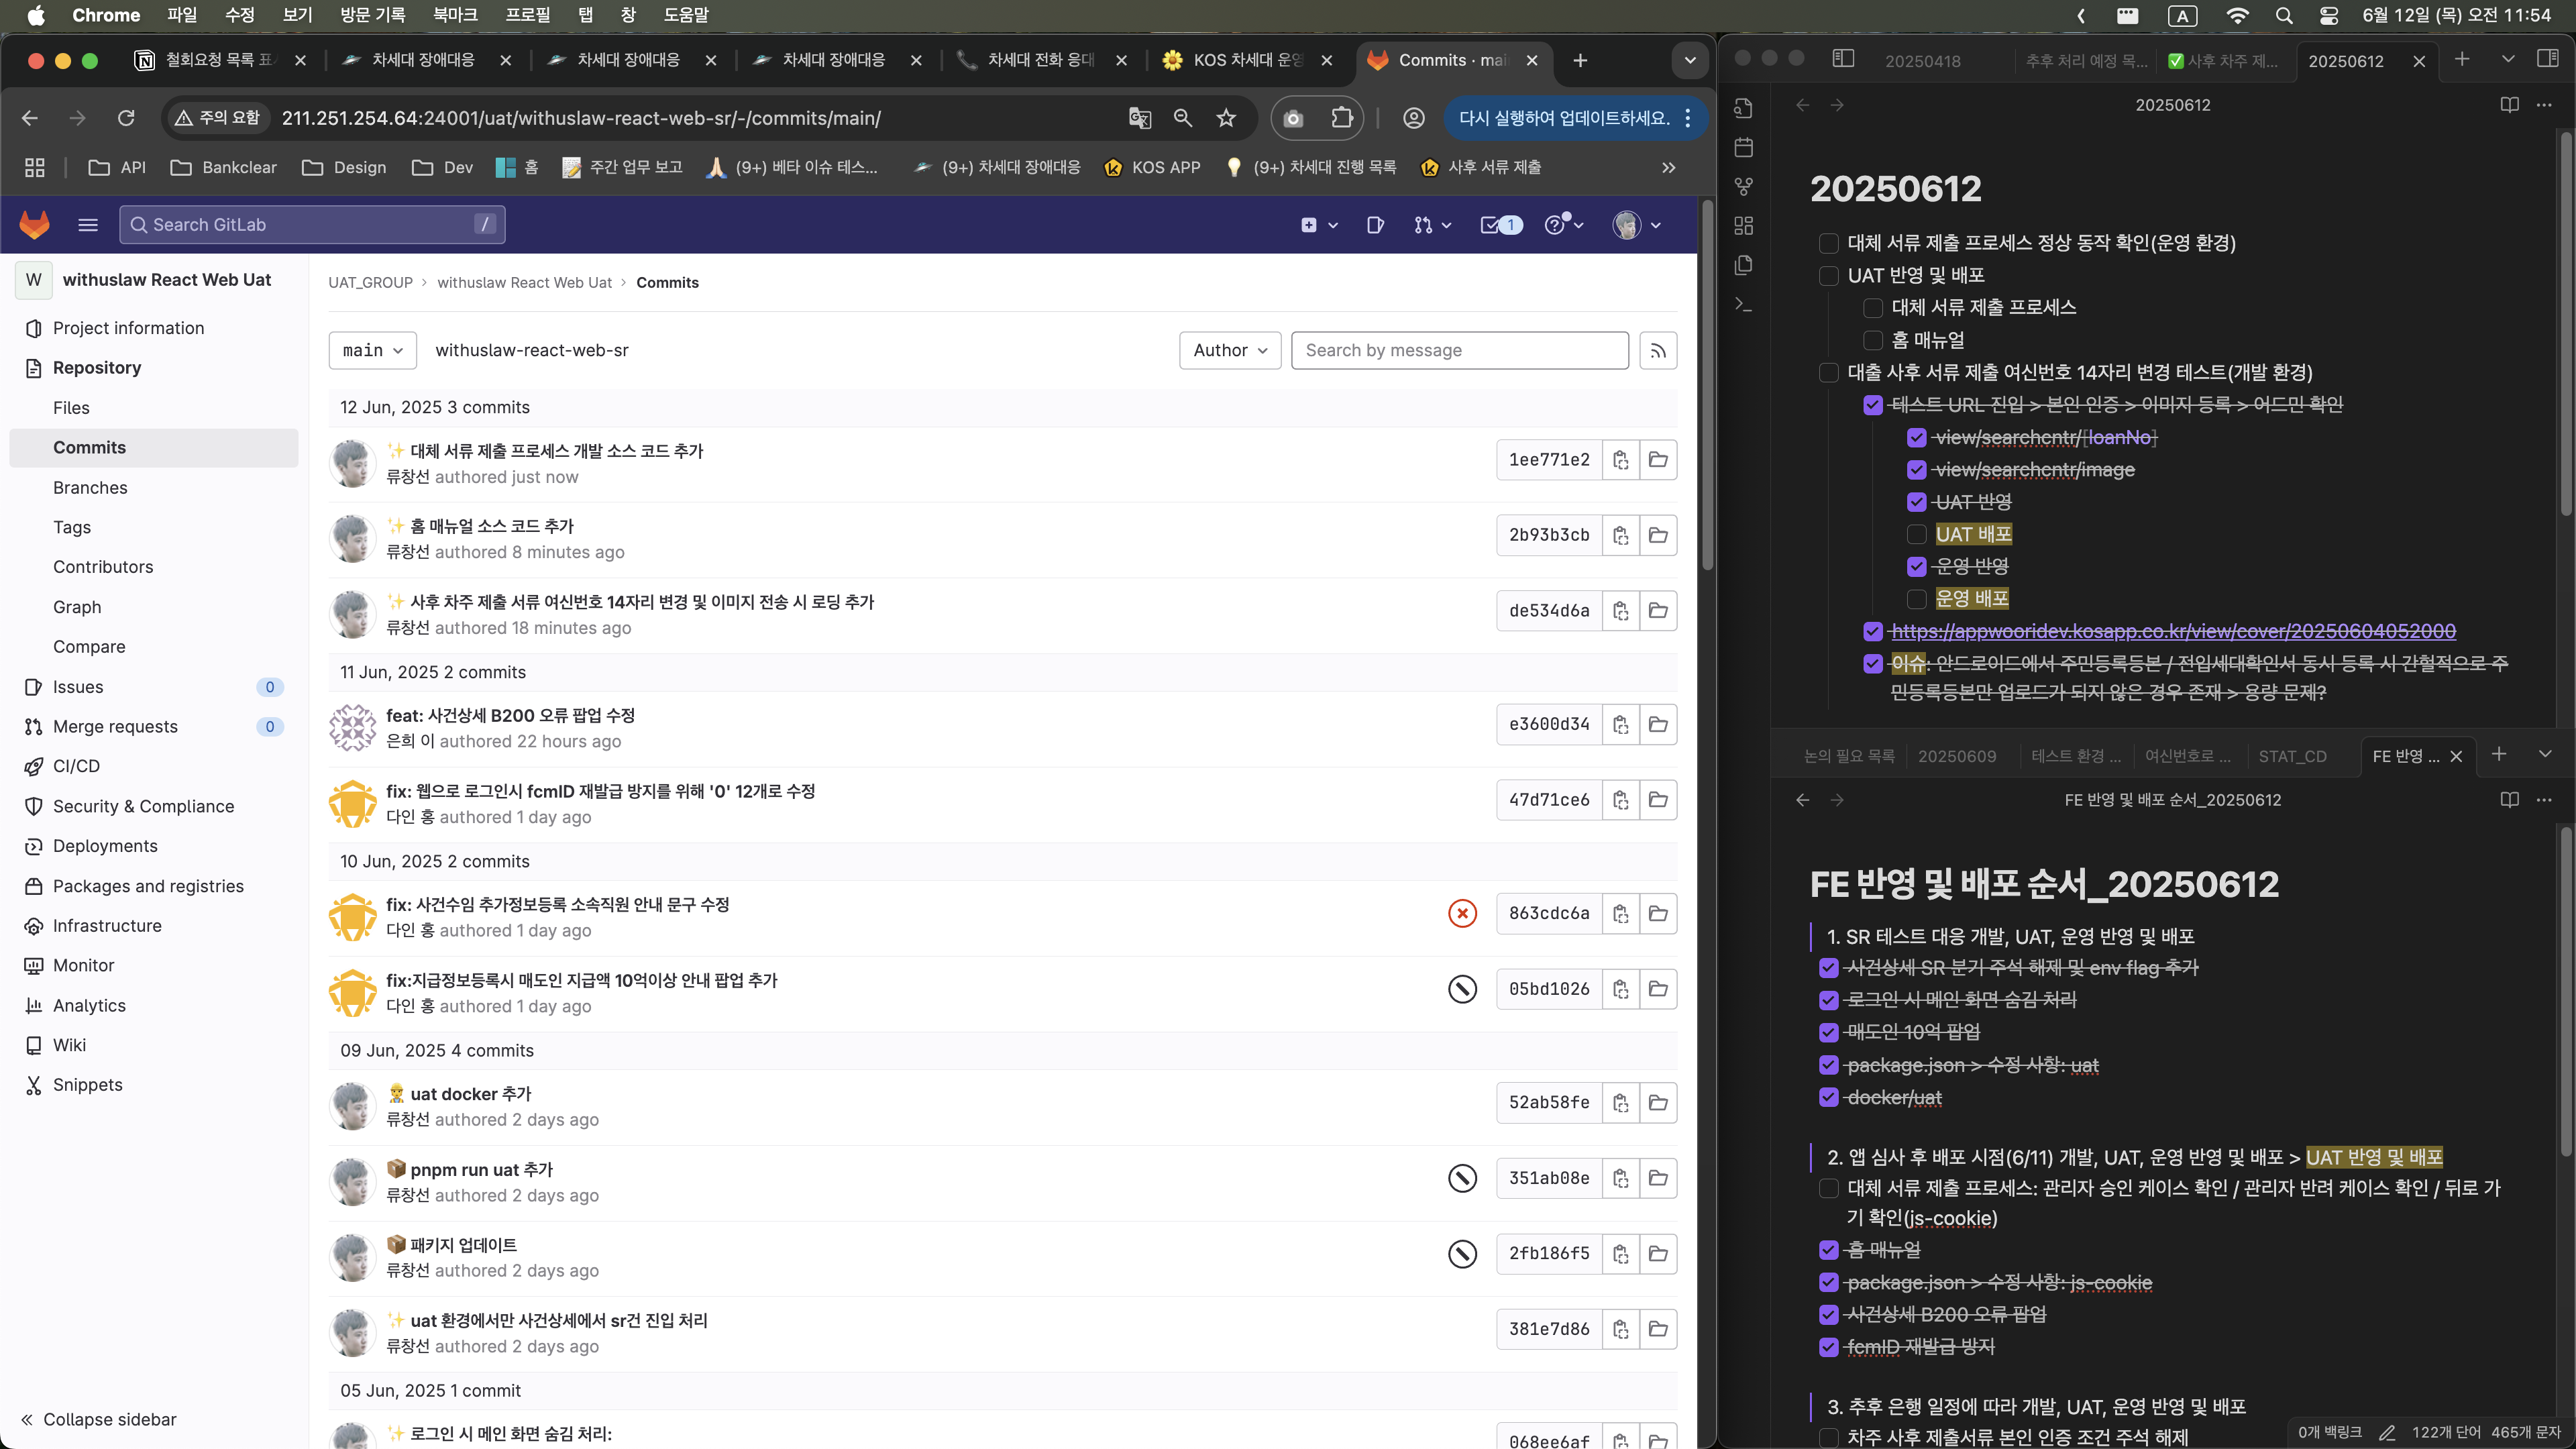 Chrome 파일 수정 보기 방문 기록 북마크 프로필 탭 창 도움말
A 6월 12일 (목) 오전 11:54
차세대 장애대응 차세대 장애대응 차세대 장애대응 차세대 전화 응대 KOS 차세대 운영 Commits · mai
주의 요함 211.251.254.64:24001/uat/withuslaw-react-web-sr/-/commits/main/ 다시 실행하여 업데이트하세요.
API Bankclear Design Dev 홈 주간 업무 보고 (9+) 베타 이슈 테스... (9+) 차세대 장애대응 KOS APP (9+) 차세대 진행 목록 사후 서류 제출
Search GitLab /
1
W withuslaw React Web Uat
Project information
Repository
Files
Commits
Branches
Tags
Contributors
Graph
Compare
Issues 0
Merge requests 0
CI/CD
Security & Compliance
Deployments
Packages and registries
Infrastructure
Monitor
Analytics
Wiki
Snippets
Collapse sidebar
UAT_GROUP > withuslaw React Web Uat > Commits
main withuslaw-react-web-sr Author Search by message
12 Jun, 2025 3 commits
✨ 대체 서류 제출 프로세스 개발 소스 코드 추가
류창선 authored just now
1ee771e2
✨ 홈 매뉴얼 소스 코드 추가
류창선 authored 8 minutes ago
2b93b3cb
✨ 사후 차주 제출 서류 여신번호 14자리 변경 및 이미지 전송 시 로딩 추가
류창선 authored 18 minutes ago
de534d6a
11 Jun, 2025 2 commits
feat: 사건상세 B200 오류 팝업 수정
은희 이 authored 22 hours ago
e3600d34
fix: 웹으로 로그인시 fcmID 재발급 방지를 위해 '0' 12개로 수정
다인 홍 authored 1 day ago
47d71ce6
10 Jun, 2025 2 commits
fix: 사건수임 추가정보등록 소속직원 안내 문구 수정
다인 홍 authored 1 day ago
863cdc6a
fix:지급정보등록시 매도인 지급액 10억이상 안내 팝업 추가
다인 홍 authored 1 day ago
05bd1026
09 Jun, 2025 4 commits
👷 uat docker 추가
류창선 authored 2 days ago
52ab58fe
📦 pnpm run uat 추가
류창선 authored 2 days ago
351ab08e
📦 패키지 업데이트
류창선 authored 2 days ago
2fb186f5
✨ uat 환경에서만 사건상세에서 sr건 진입 처리
류창선 authored 2 days ago
381e7d86
05 Jun, 2025 1 commit
✨ 로그인 시 메인 화면 숨김 처리:
068ee6af
20250418 추후 처리 예정 목... ✅사후 차주 제... 20250612
20250612
20250612
대체 서류 제출 프로세스 정상 동작 확인(운영 환경)
UAT 반영 및 배포
대체 서류 제출 프로세스
홈 매뉴얼
대출 사후 서류 제출 여신번호 14자리 변경 테스트(개발 환경)
테스트 URL 진입 > 본인 인증 > 이미지 등록 > 어드민 확인
view/searchcntr/[loanNo]
view/searchcntr/image
UAT 반영
UAT 배포
운영 반영
운영 배포
https://appwooridev.kosapp.co.kr/view/cover/20250604052000
이슈: 안드로이드에서 주민등록등본 / 전입세대확인서 동시 등록 시 간헐적으로 주
민등록등본만 업로드가 되지 않은 경우 존재 > 용량 문제?
논의 필요 목록 20250609 테스트 환경 ... 여신번호로 ... STAT_CD FE 반영 ...
FE 반영 및 배포 순서_20250612
FE 반영 및 배포 순서_20250612
1. SR 테스트 대응 개발, UAT, 운영 반영 및 배포
사건상세 SR 분기 주석 해제 및 env flag 추가
로그인 시 메인 화면 숨김 처리
매도인 10억 팝업
package.json > 수정 사항: uat
docker/uat
2. 앱 심사 후 배포 시점(6/11) 개발, UAT, 운영 반영 및 배포 > UAT 반영 및 배포
대체 서류 제출 프로세스: 관리자 승인 케이스 확인 / 관리자 반려 케이스 확인 / 뒤로 가
기 확인(js-cookie)
홈 매뉴얼
package.json > 수정 사항: js-cookie
사건상세 B200 오류 팝업
fcmID 재발급 방지
3. 추후 은행 일정에 따라 개발, UAT, 운영 반영 및 배포
차주 사후 제출서류 본인 인증 조건 주석 해제
0개 백링크 122개 단어 465개 문자